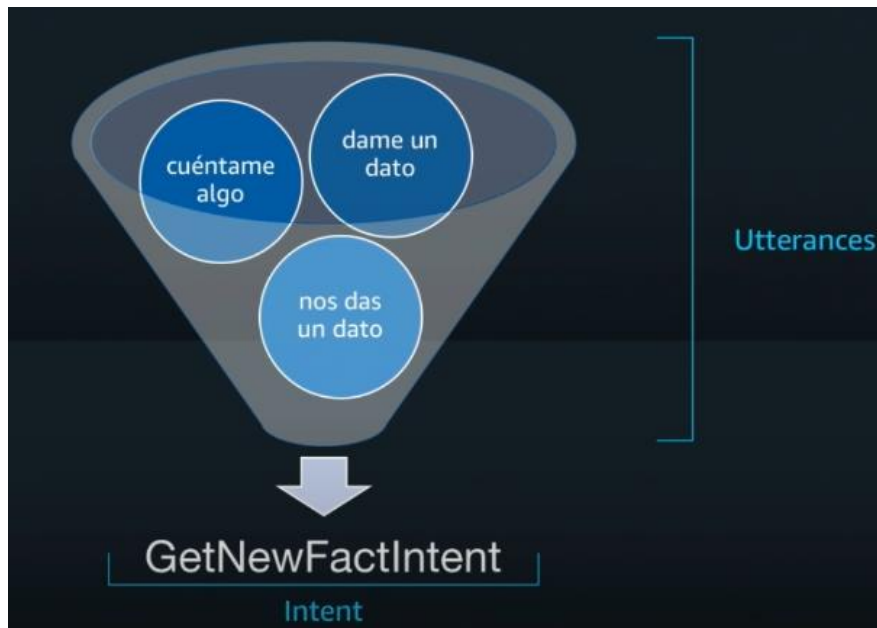 cuéntame
algo
dame un
dato
nos das
un dato
Utterances
GetNewFactIntent
Intent